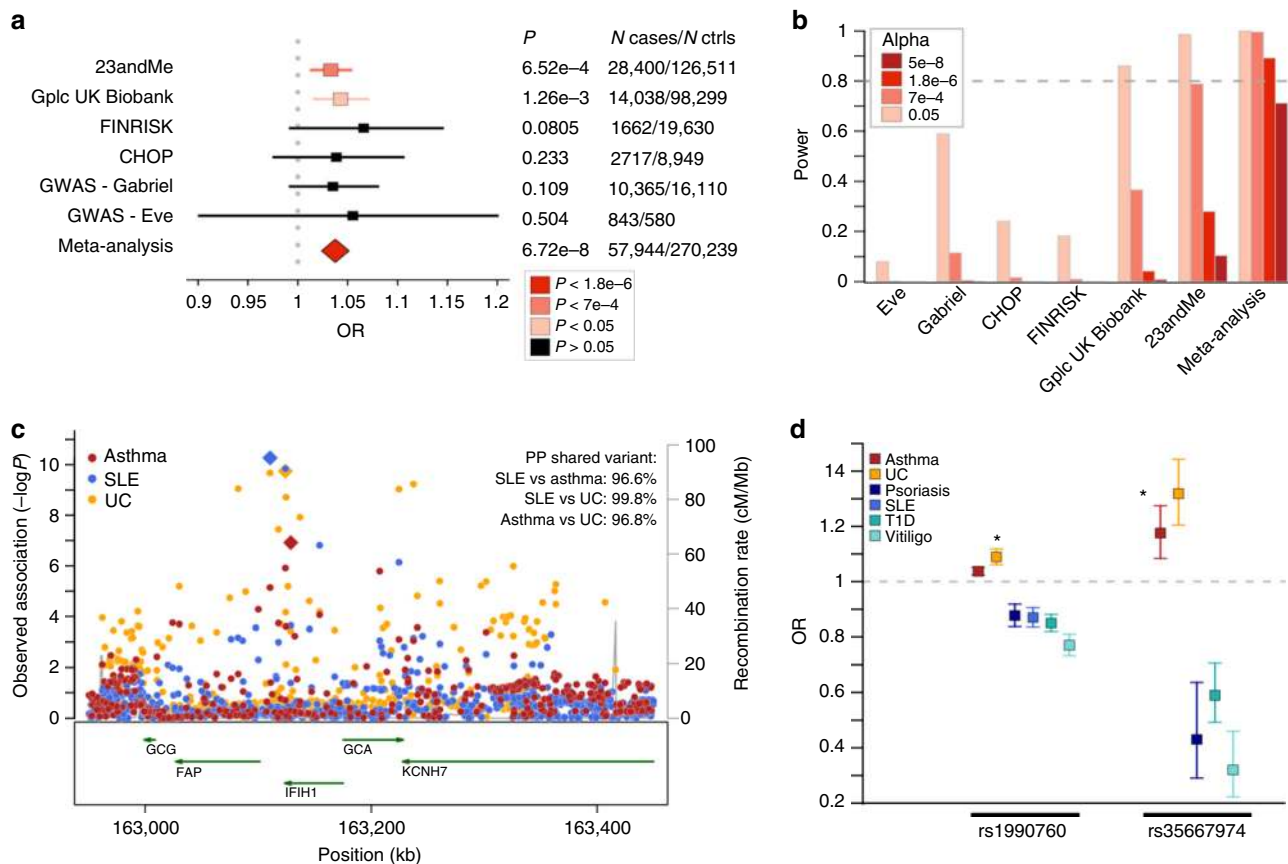 a
P N cases/N ctrls
23andMe 6.52e–4 28,400/126,511
Gplc UK Biobank 1.26e–3 14,038/98,299
FINRISK 0.0805 1662/19,630
CHOP 0.233 2717/8,949
GWAS - Gabriel 0.109 10,365/16,110
GWAS - Eve 0.504 843/580
Meta-analysis 6.72e–8 57,944/270,239
0.9 0.95 1 1.05 1.1 1.15 1.2
OR
P < 1.8e–6
P < 7e–4
P < 0.05
P > 0.05
b
Power
1
0.8
0.6
0.4
0.2
0
Alpha
5e–8
1.8e–6
7e–4
0.05
Eve
Gabriel
CHOP
FINRISK
Gplc UK Biobank
23andMe
Meta-analysis
c
Observed association (–logP)
10
8
6
4
2
0
Asthma
SLE
UC
PP shared variant:
SLE vs asthma: 96.6%
SLE vs UC: 99.8%
Asthma vs UC: 96.8%
100
80
60
40
20
0
Recombination rate (cM/Mb)
GCG
GCA
FAP
KCNH7
IFIH1
163,000 163,200 163,400
Position (kb)
d
OR
14
1.2
1
0.8
0.6
0.4
0.2
Asthma
UC
Psoriasis
SLE
T1D
Vitiligo
*
*
rs1990760 rs35667974